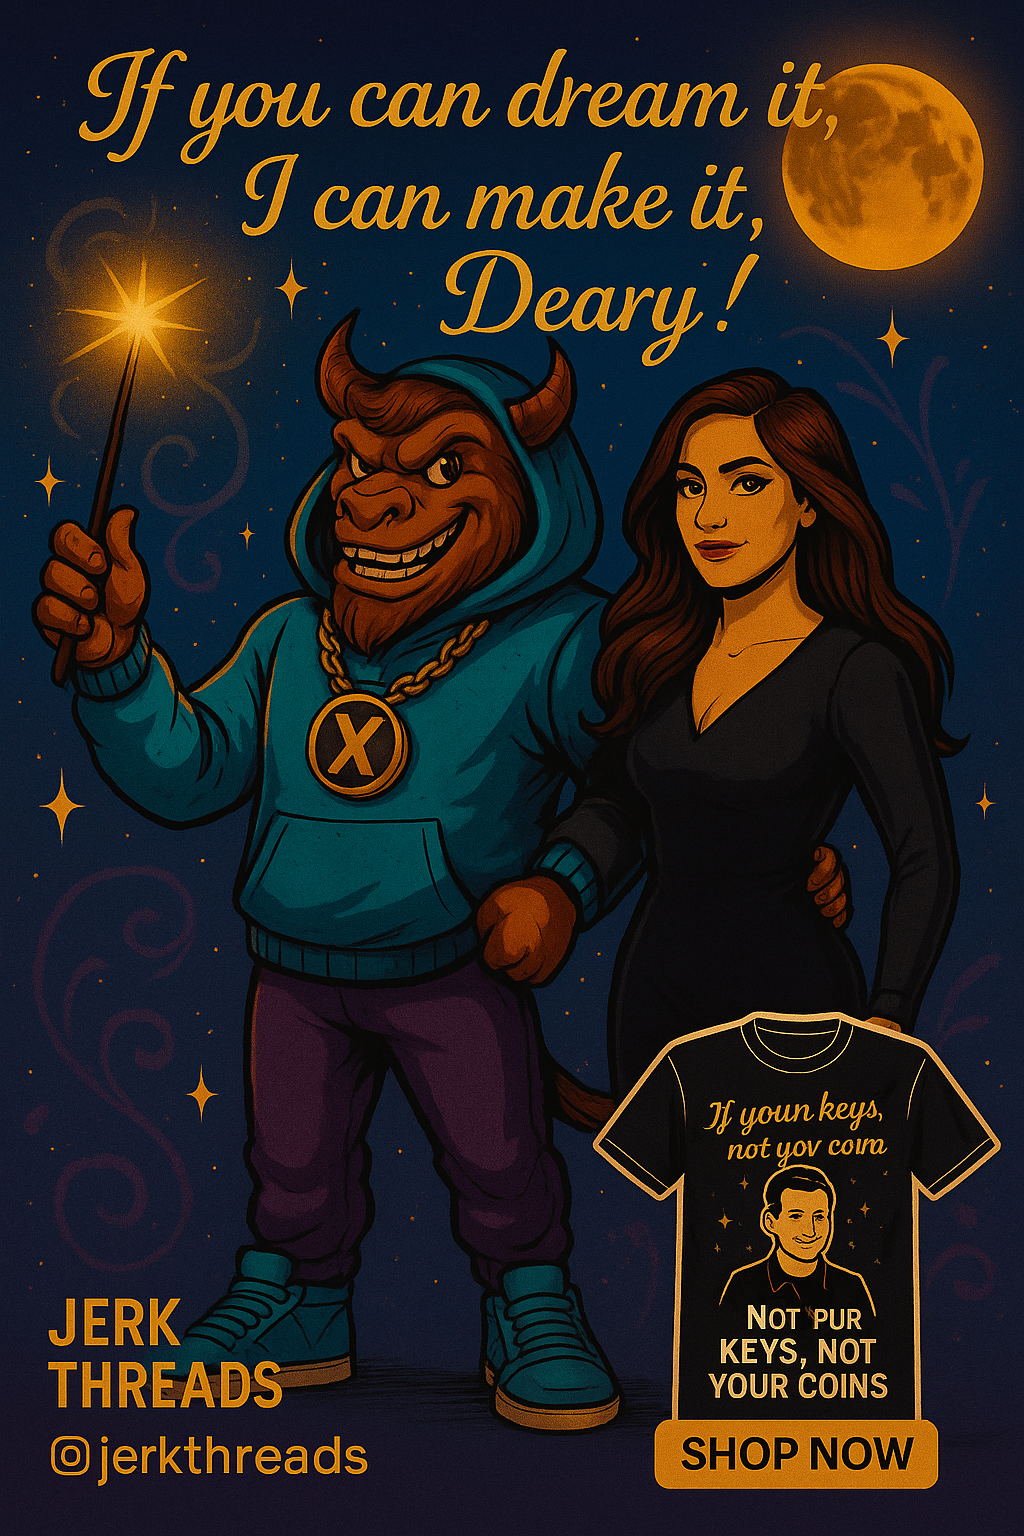 If you can dream it,
I can make it,
Deary!
X
If youn keys,
not yov coin
NOT PUR
KEYS, NOT
YOUR COINS
JERK
THREADS
@jerkthreads
SHOP NOW